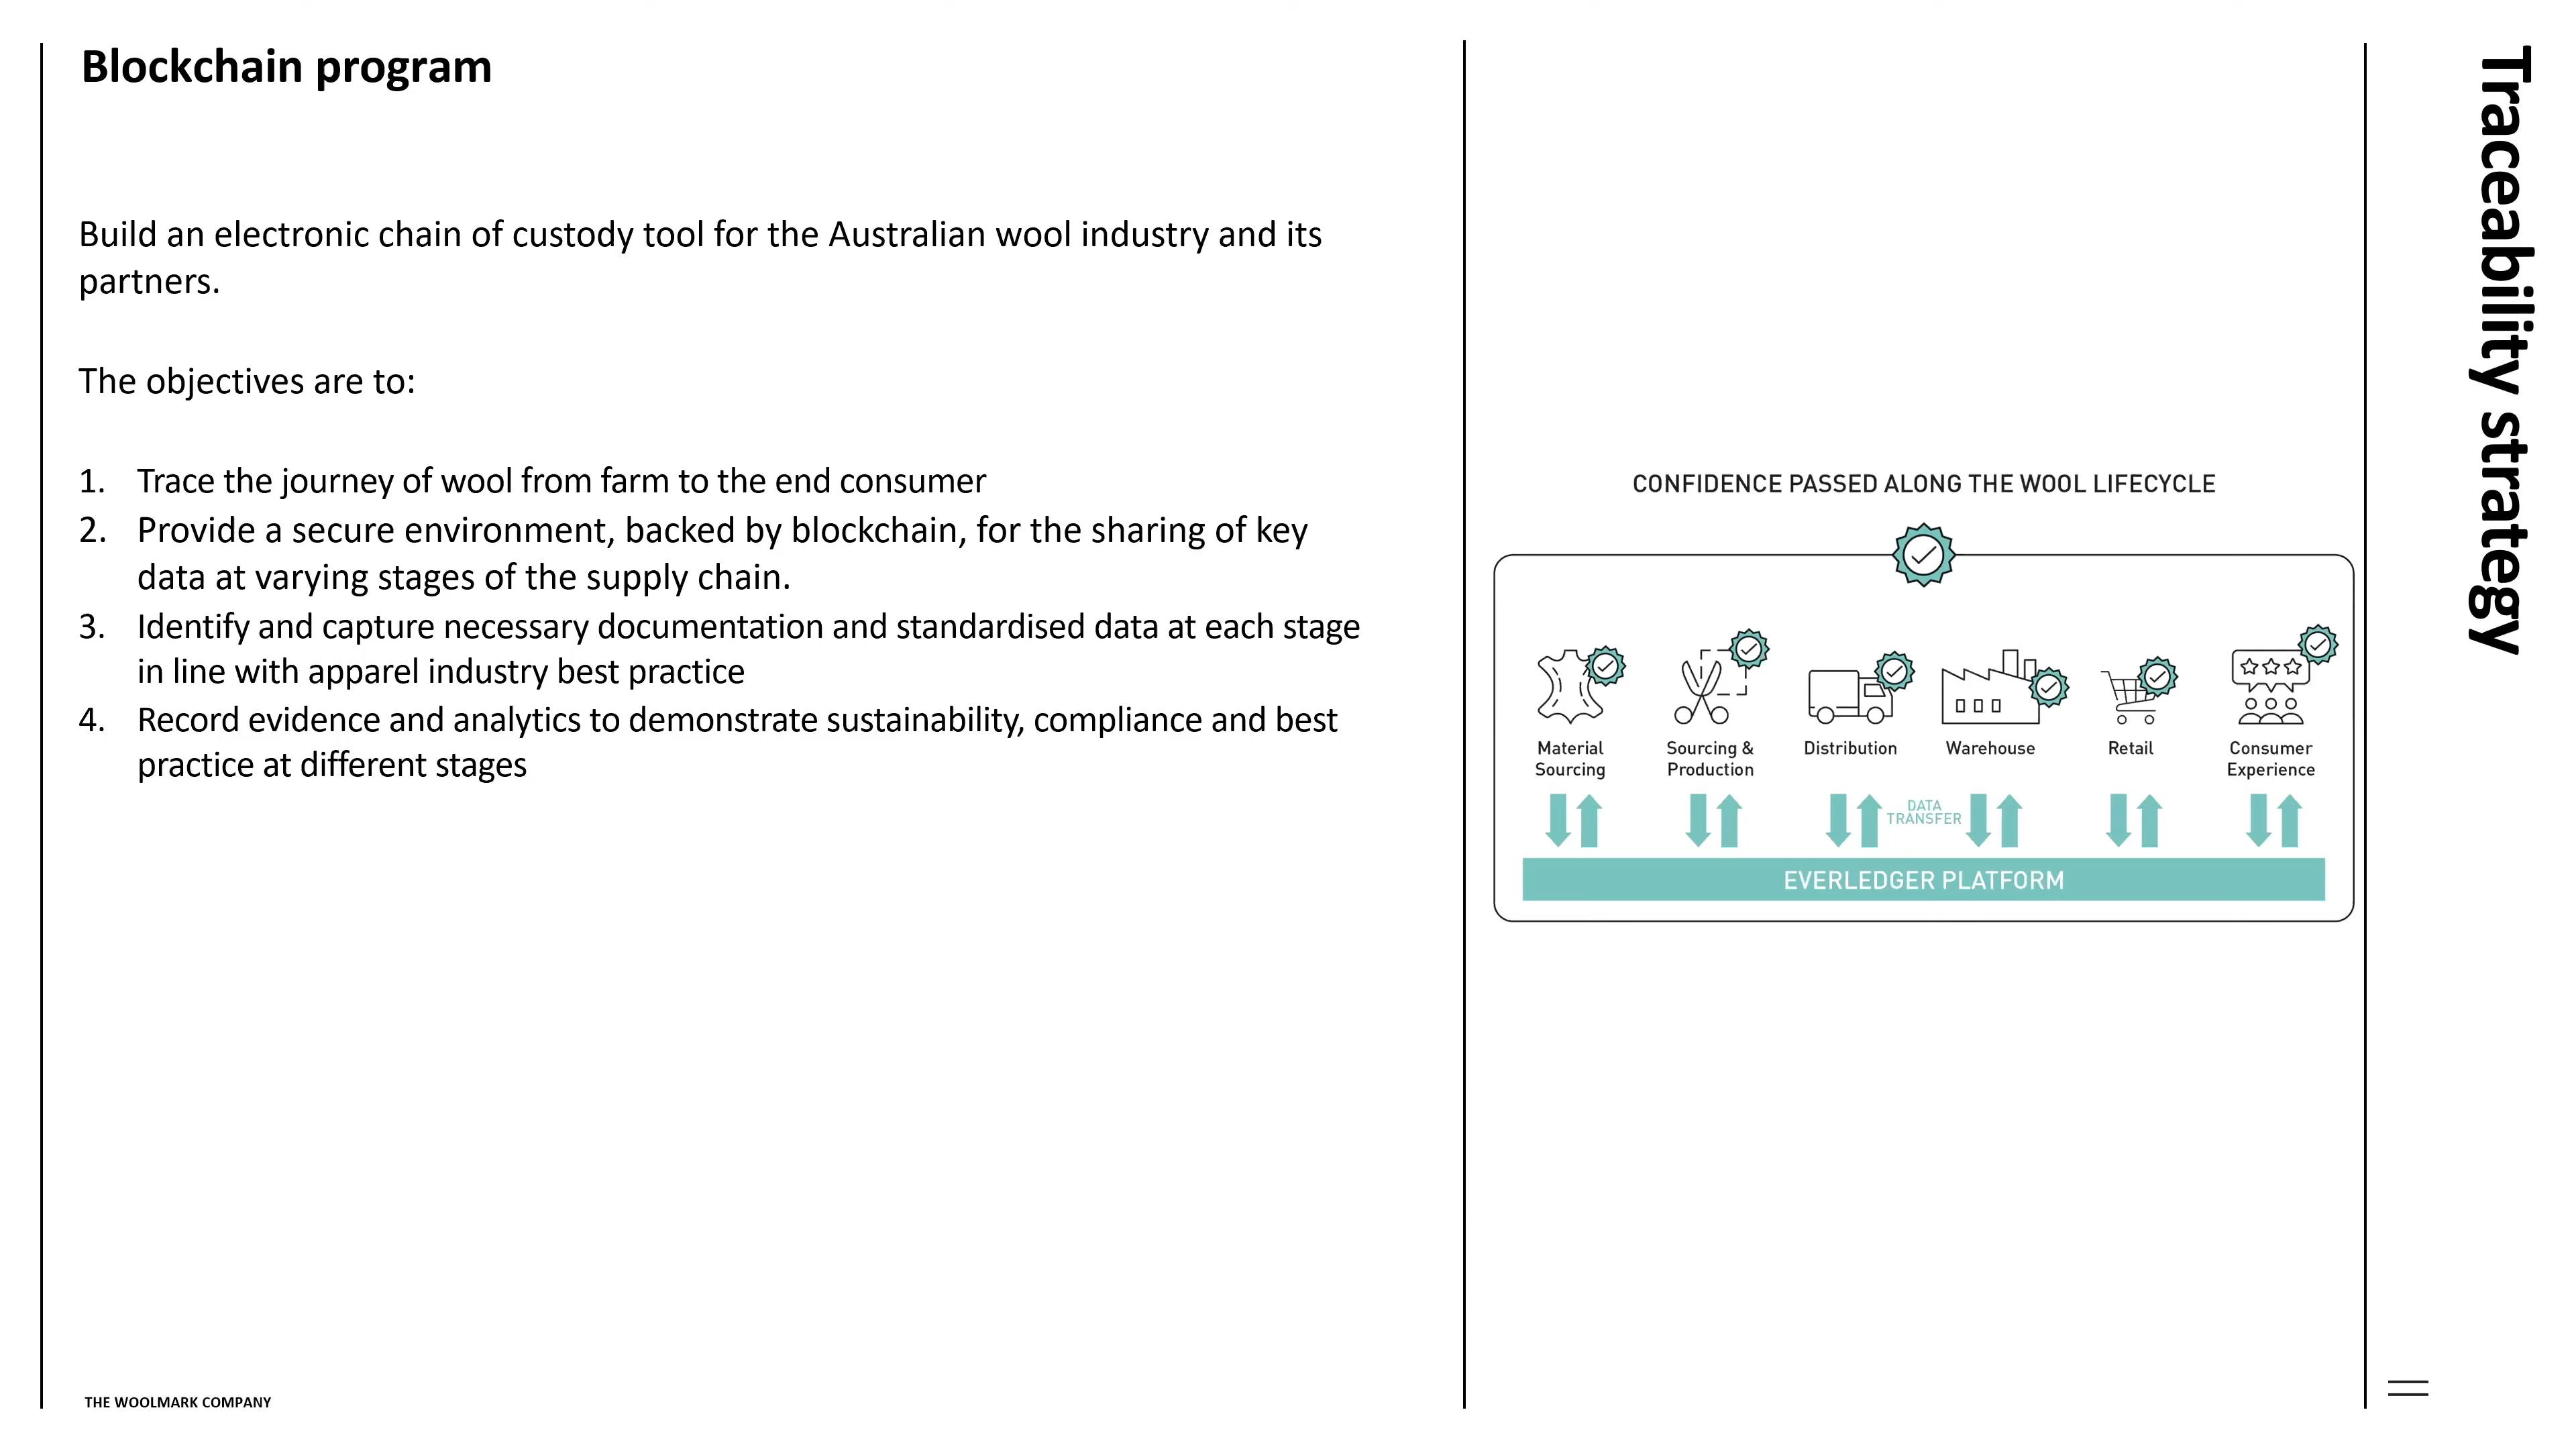 Blockchain program
Build an electronic chain of custody tool for the Australian wool industry and its
partners.
The objectives are to:
1. Trace the journey of wool from farm to the end consumer
2. Provide a secure environment, backed by blockchain, for the sharing of key
data at varying stages of the supply chain.
3. Identify and capture necessary documentation and standardised data at each stage
in line with apparel industry best practice
4. Record evidence and analytics to demonstrate sustainability, compliance and best
practice at different stages
THE WOOLMARK COMPANY
CONFIDENCE PASSED ALONG THE WOOL LIFECYCLE
Material
Sourcing
Sourcing &
Production
Distribution
Warehouse
Retail
Consumer
Experience
DATA
TRANSFER
EVERLEDGER PLATFORM
Traceability strategy